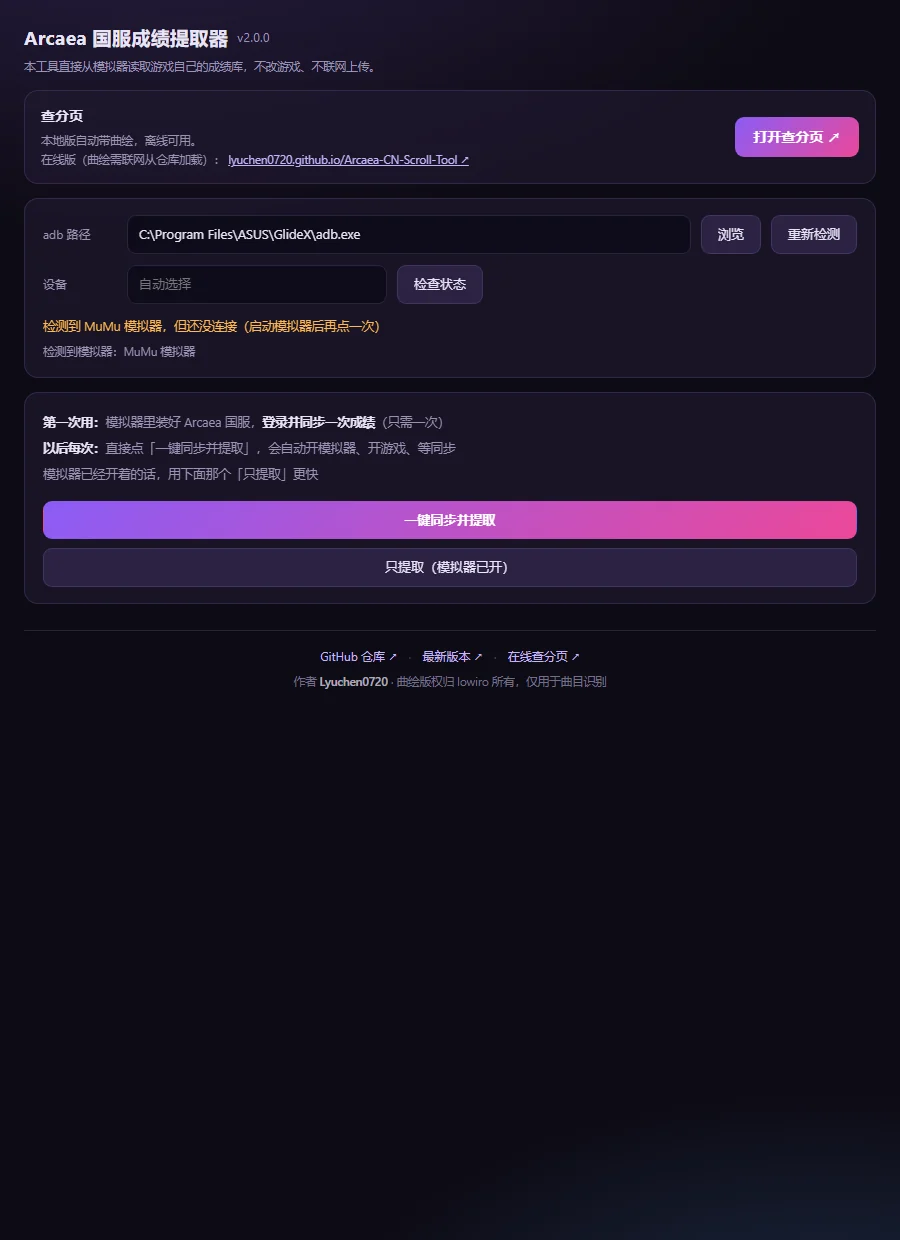 Arcaea 国服成绩提取器 v2.0.0
本工具直接从模拟器读取游戏自己的成绩库，不改游戏、不联网上传。
查分页
本地版自动带曲绘，离线可用。
在线版（曲绘需联网从仓库加载）： lyuchen0720.github.io/Arcaea-CN-Scroll-Tool ↗
打开查分页 ↗
adb 路径 C:\Program Files\ASUS\GlideX\adb.exe 浏览 重新检测
设备 自动选择 检查状态
检测到 MuMu 模拟器，但还没连接（启动模拟器后再点一次）
检测到模拟器：MuMu 模拟器
第一次用：模拟器里装好 Arcaea 国服，登录并同步一次成绩（只需一次）
以后每次：直接点「一键同步并提取」，会自动开模拟器、开游戏、等同步
模拟器已经开着的话，用下面那个「只提取」更快
一键同步并提取
只提取（模拟器已开）
GitHub 仓库 ↗ · 最新版本 ↗ · 在线查分页 ↗
作者 Lyuchen0720 · 曲绘版权归 lowiro 所有，仅用于曲目识别